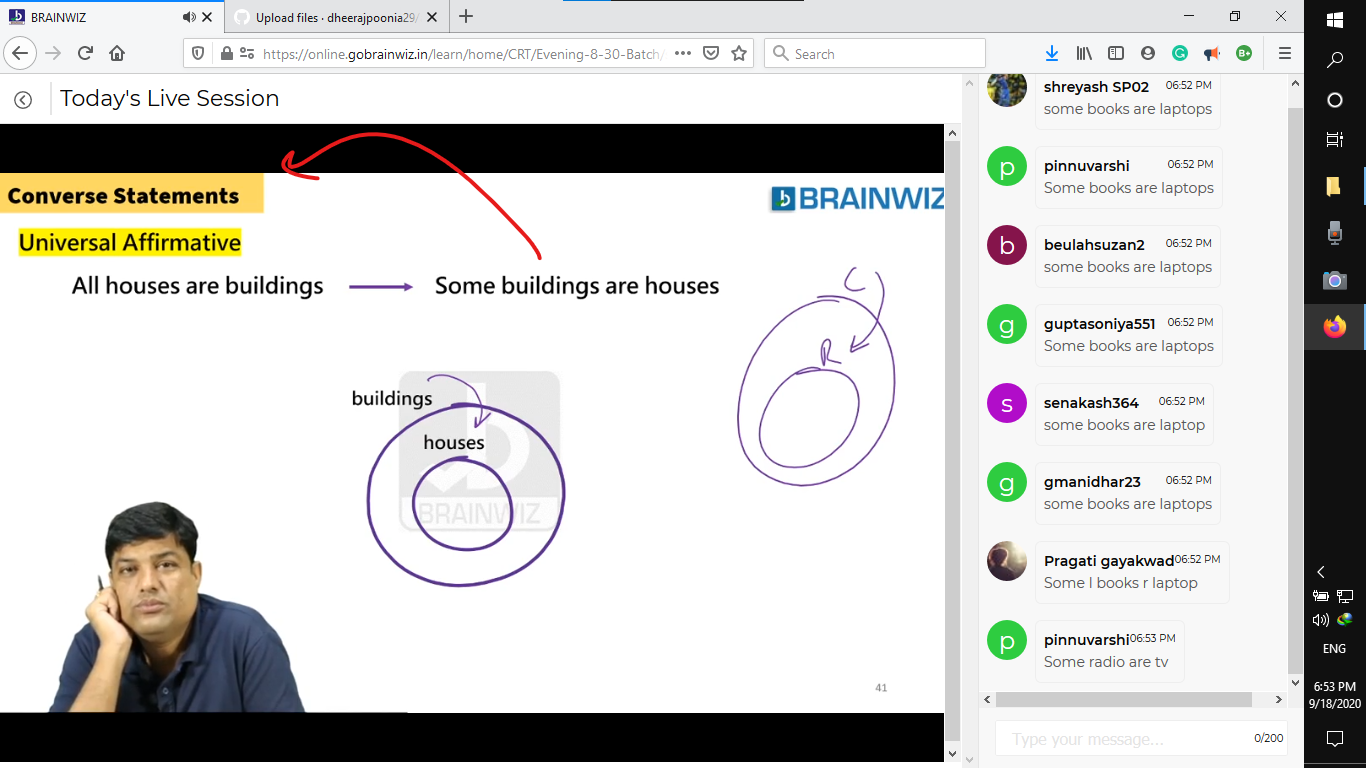 BRAINWIZ
Upload files · dheerajpoonia29/
https://online.gobrainwiz.in/learn/home/CRT/Evening-8-30-Batch/
Search
Today's Live Session
Converse Statements
BRAINWIZ
Universal Affirmative
All houses are buildings
Some buildings are houses
C
R
buildings
houses
BRAINWIZ
41
shreyash SP02 06:52 PM
some books are laptops
p
pinnuvarshi 06:52 PM
Some books are laptops
b
beulahsuzan2 06:52 PM
some books are laptops
g
guptasoniya551 06:52 PM
Some books are laptops
s
senakash364 06:52 PM
some books are laptop
g
gmanidhar23 06:52 PM
some books are laptops
Pragati gayakwad 06:52 PM
Some l books r laptop
p
pinnuvarshi 06:53 PM
Some radio are tv
Type your message...
0/200
ENG
6:53 PM
9/18/2020